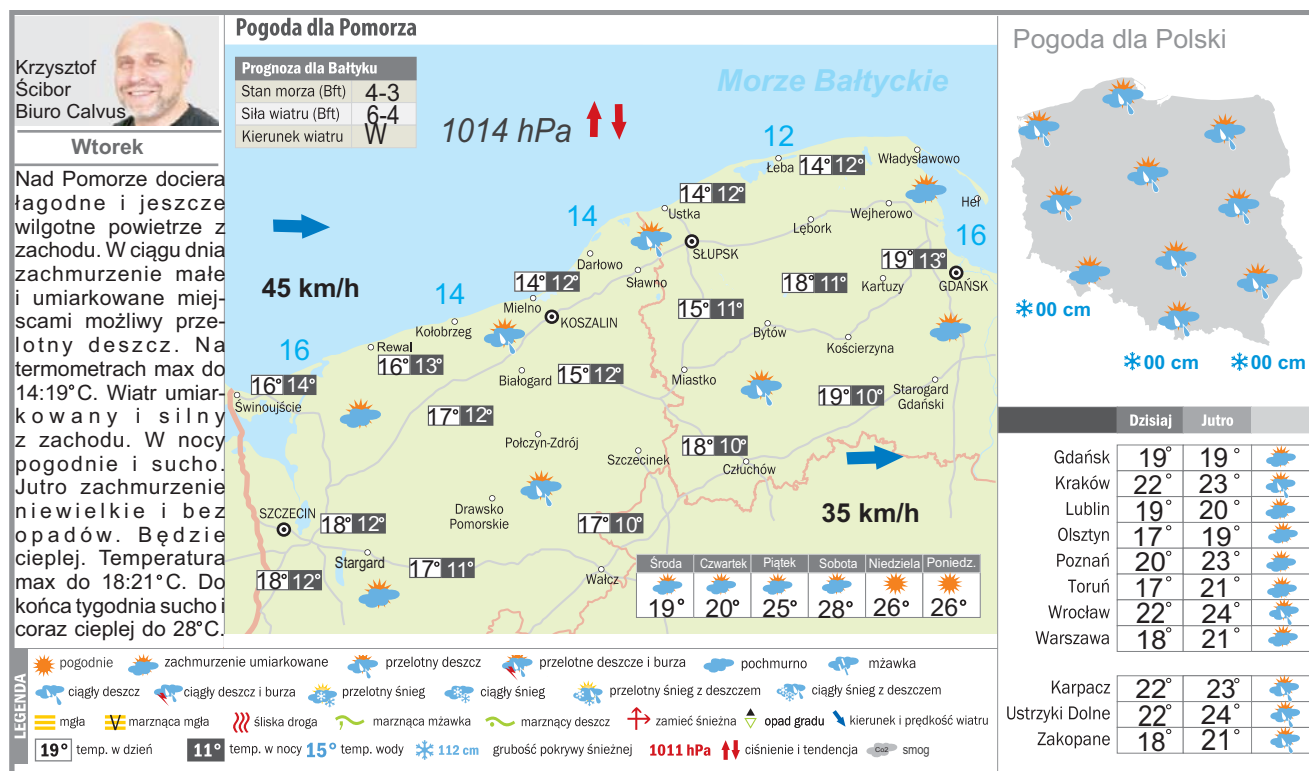 Krzysztof
Ścibor
Biuro Calvus
Wtorek
Nad Pomorze dociera
łagodne i jeszcze
wilgotne powietrze z
zachodu. W ciągu dnia
zachmurzenie małe
i umiarkowane miej-
scami możliwy prze-
lotny deszcz. Na
termometrach max do
14:19°C. Wiatr umiar-
kowany i silny
z zachodu. W nocy
pogodnie i sucho.
Jutro zachmurzenie
niewielkie i bez
opadów. Będzie
cieplej. Temperatura
max do 18:21°C. Do
końca tygodnia sucho i
coraz cieplej do 28°C.
Pogoda dla Pomorza
Prognoza dla Bałtyku
Stan morza (Bft) 4-3
Siła wiatru (Bft) 6-4
Kierunek wiatru W
Morze Bałtyckie
1014 hPa
12
Łeba 14° 12°
Władysławowo
14° 12°
Ustka
Hel
Wejherowo
Lębork
14
16
45 km/h
SŁUPSK
Darłowo
19° 13°
GDAŃSK
14° 12°
Sławno
18° 11°
Kartuzy
14
Mielno
15° 11°
KOSZALIN
Kołobrzeg
Bytów
Kościerzyna
16
Rewal
16° 13°
Białogard
15° 12°
Miastko
16° 14°
Świnoujście
19° 10°
Starogard
Gdański
17° 12°
Połczyn-Zdrój
18° 10°
Szczecinek
Człuchów
35 km/h
Drawsko
Pomorskie
SZCZECIN
18° 12°
17° 10°
Stargard
17° 11°
18° 12°
Wałcz
Środa Czwartek Piątek Sobota Niedziela Poniedz.
19° 20° 25° 28° 26° 26°
Pogoda dla Polski
00 cm
00 cm 00 cm
Dzisiaj Jutro
Gdańsk 19° 19°
Kraków 22° 23°
Lublin 19° 20°
Olsztyn 17° 19°
Poznań 20° 23°
Toruń 17° 21°
Wrocław 22° 24°
Warszawa 18° 21°
Karpacz 22° 23°
Ustrzyki Dolne 22° 24°
Zakopane 18° 21°
LEGENDA
pogodnie zachmurzenie umiarkowane przelotny deszcz przelotne deszcze i burza pochmurno mżawka
ciągły deszcz ciągły deszcz i burza przelotny śnieg ciągły śnieg przelotny śnieg z deszczem ciągły śnieg z deszczem
mgła marznąca mgła śliska droga marznąca mżawka marznący deszcz zamieć śnieżna opad gradu kierunek i prędkość wiatru
19° temp. w dzień 11° temp. w nocy 15° temp. wody 112 cm grubość pokrywy śnieżnej 1011 hPa ciśnienie i tendencja Co2 smog